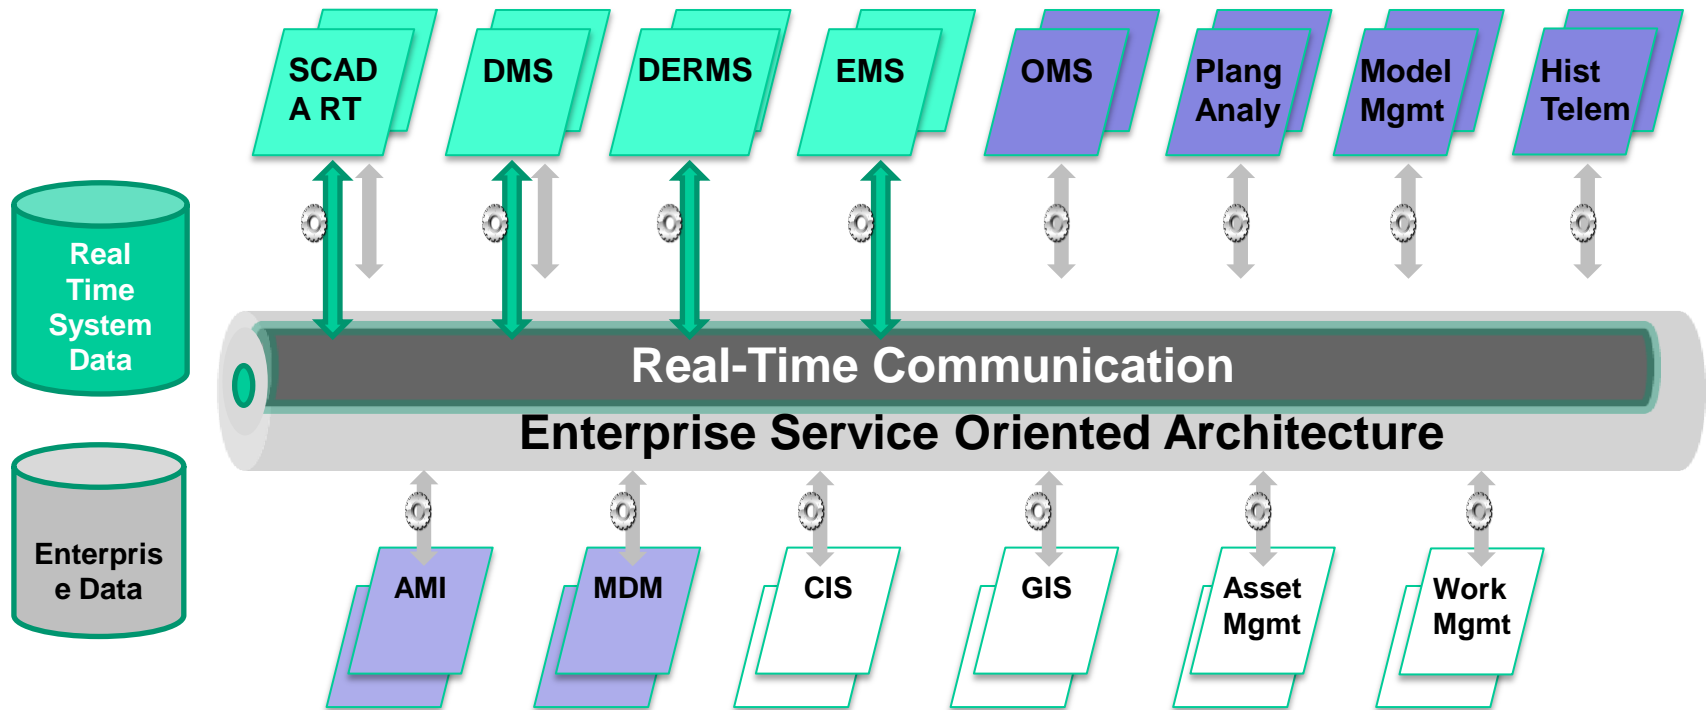 SCAD
A RT
DMS
DERMS
EMS
OMS
Plang
Analy
Model
Mgmt
Hist
Telem
Real
Time
System
Data
Real-Time Communication
Enterprise Service Oriented Architecture
Enterpris
e Data
AMI
MDM
CIS
GIS
Asset
Mgmt
Work
Mgmt